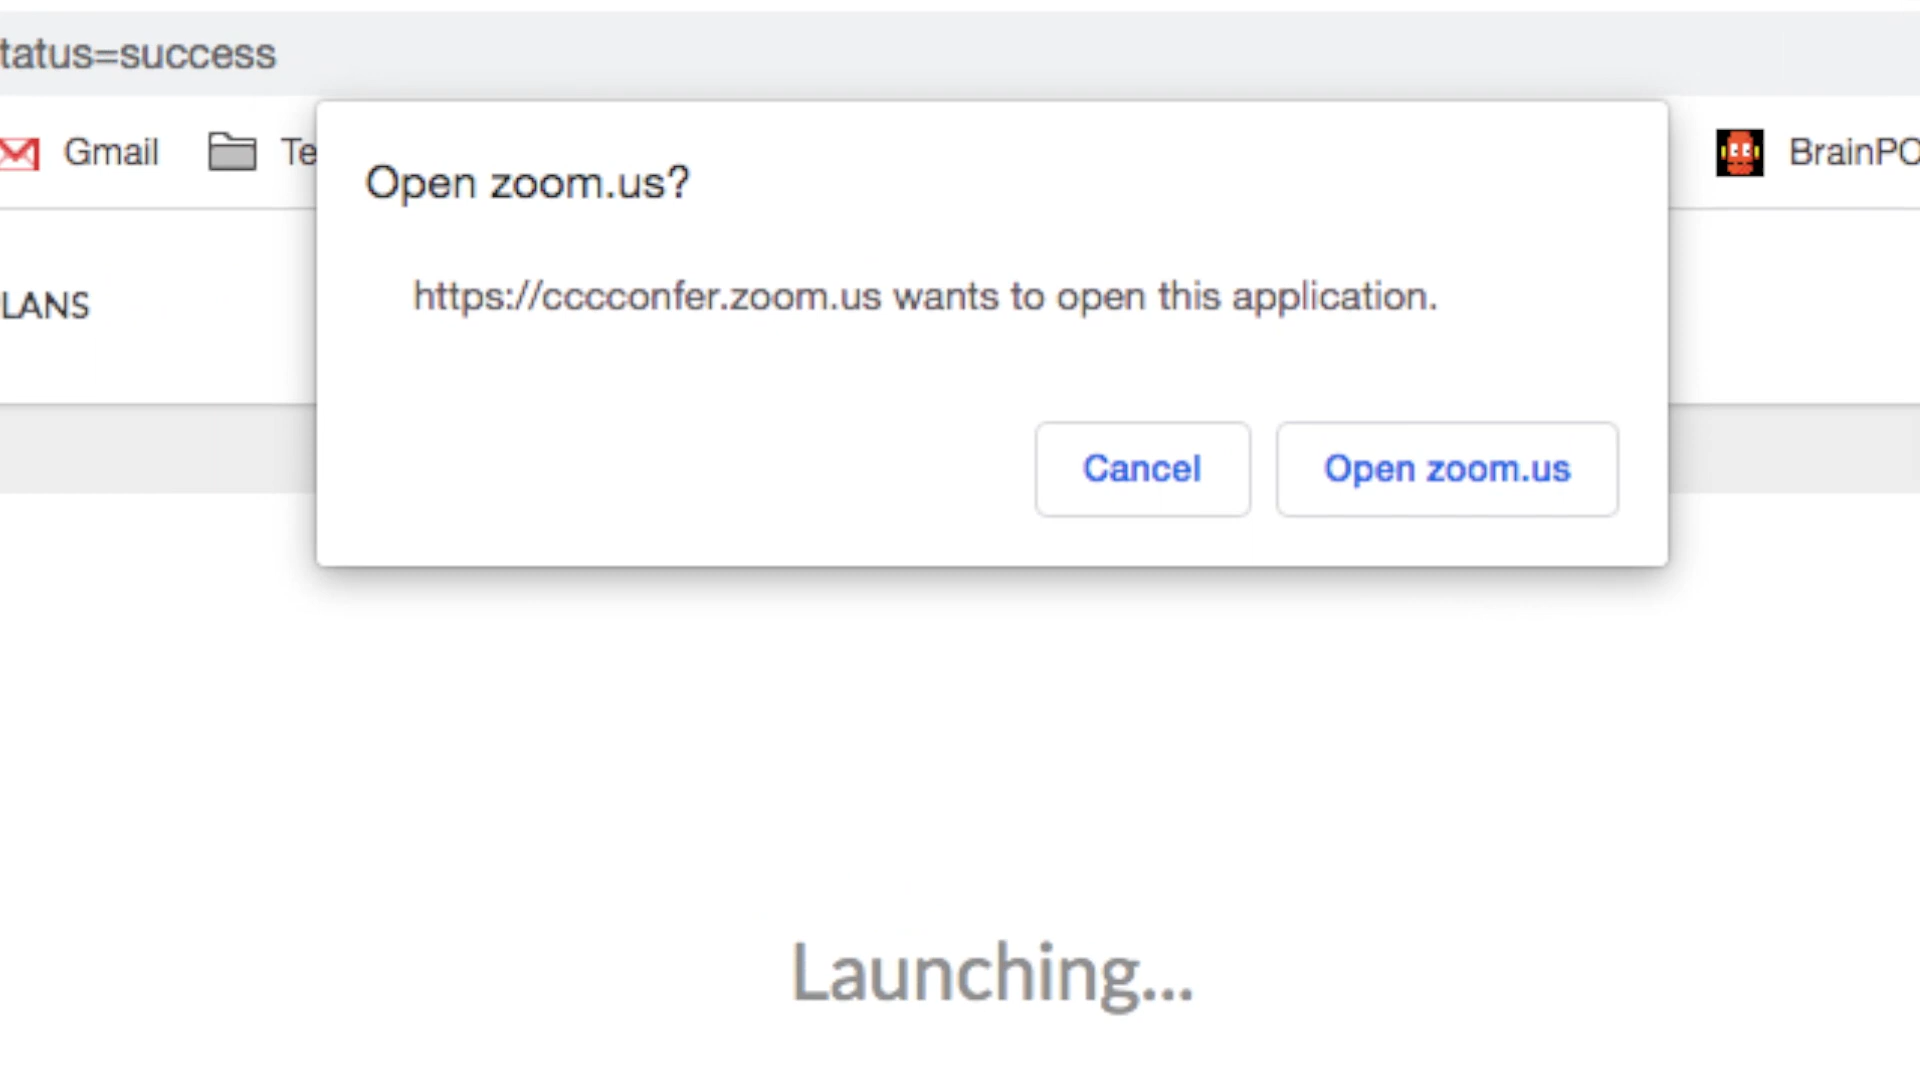 tatus=success
Gmail
Te
BrainPO
Open zoom.us?
LANS
https://cccconfer.zoom.us wants to open this application.
Cancel
Open zoom.us
Launching...